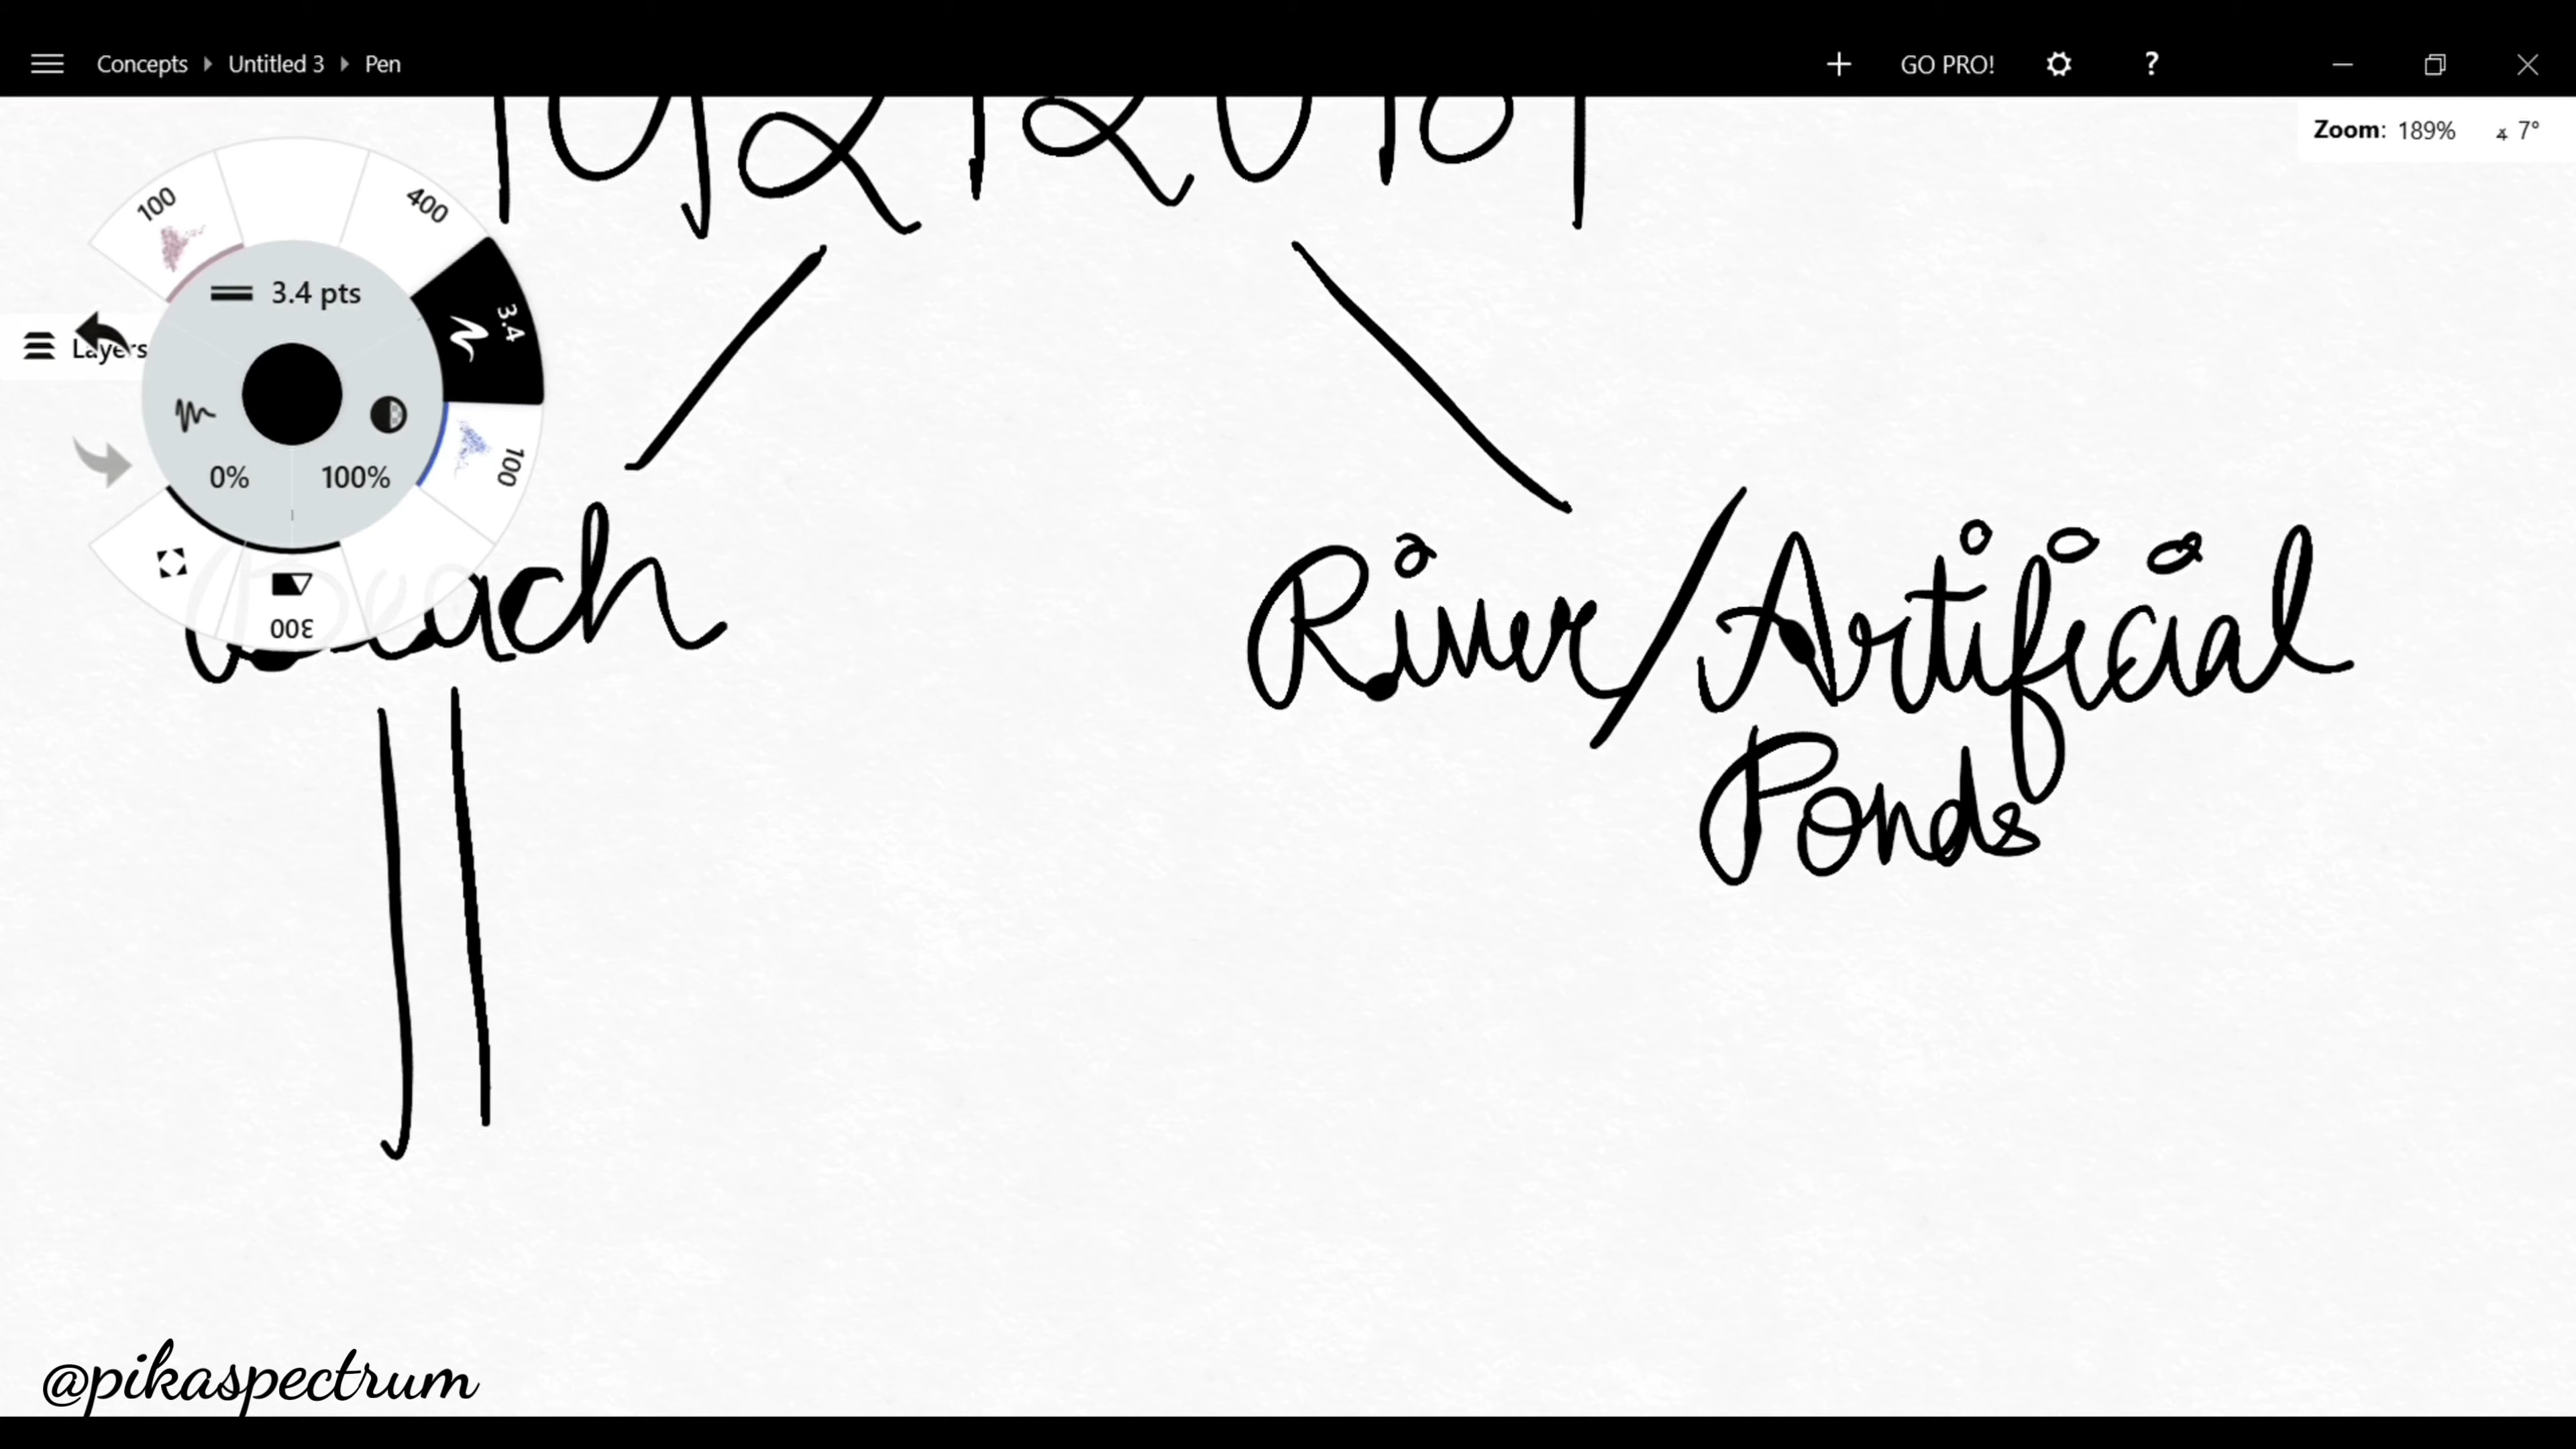 Concepts Untitled 3 Pen GO PRO! ?
Zoom: 189% 7°
100 400
3.4 pts 3.4
Layers
0% 100% 100
300
River/Artificial
Ponds
@pikaspectrum